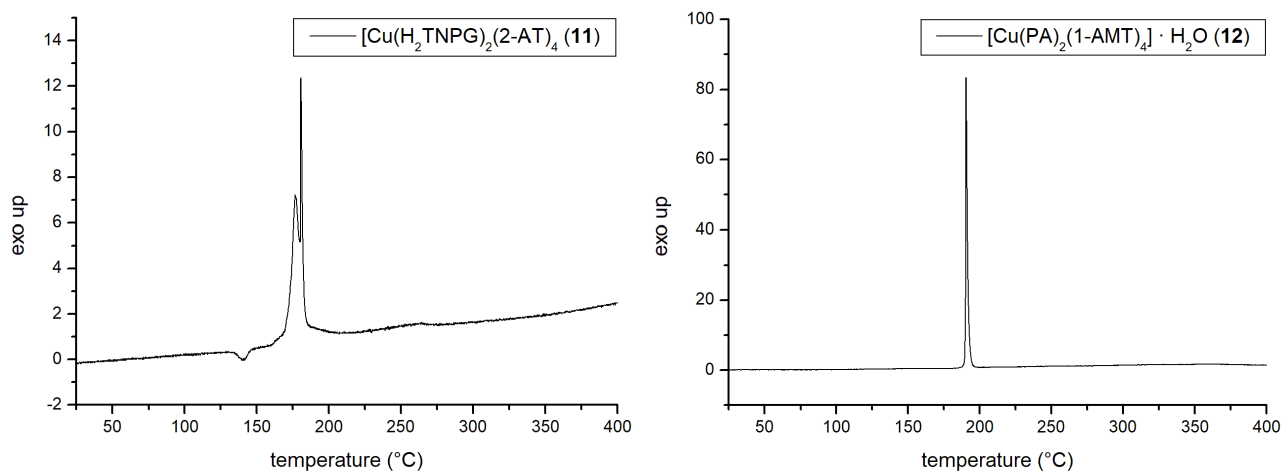 [Cu(H₂TNPG)₂(2-AT)₄ (11)
14
12
10
8
6
4
2
0
-2
exo up
50 100 150 200 250 300 350 400
temperature (°C)
[Cu(PA)₂(1-AMT)₄] · H₂O (12)
100
80
60
40
20
0
exo up
50 100 150 200 250 300 350 400
temperature (°C)